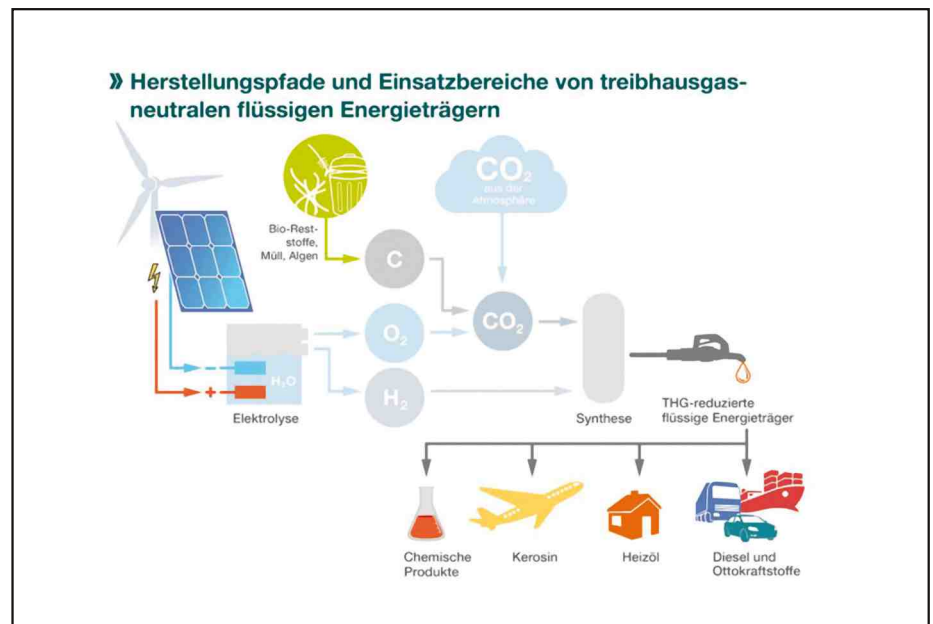 » Herstellungspfade und Einsatzbereiche von treibhausgas-
neutralen flüssigen Energieträgern
CO₂
aus der
Atmosphäre
Bio-Rest-
stoffe,
Müll, Algen
C
O₂
CO₂
H₂
H₂O
-
+
Elektrolyse
Synthese
THG-reduzierte
flüssige Energieträger
Chemische
Produkte
Kerosin
Heizöl
Diesel und
Ottokraftstoffe